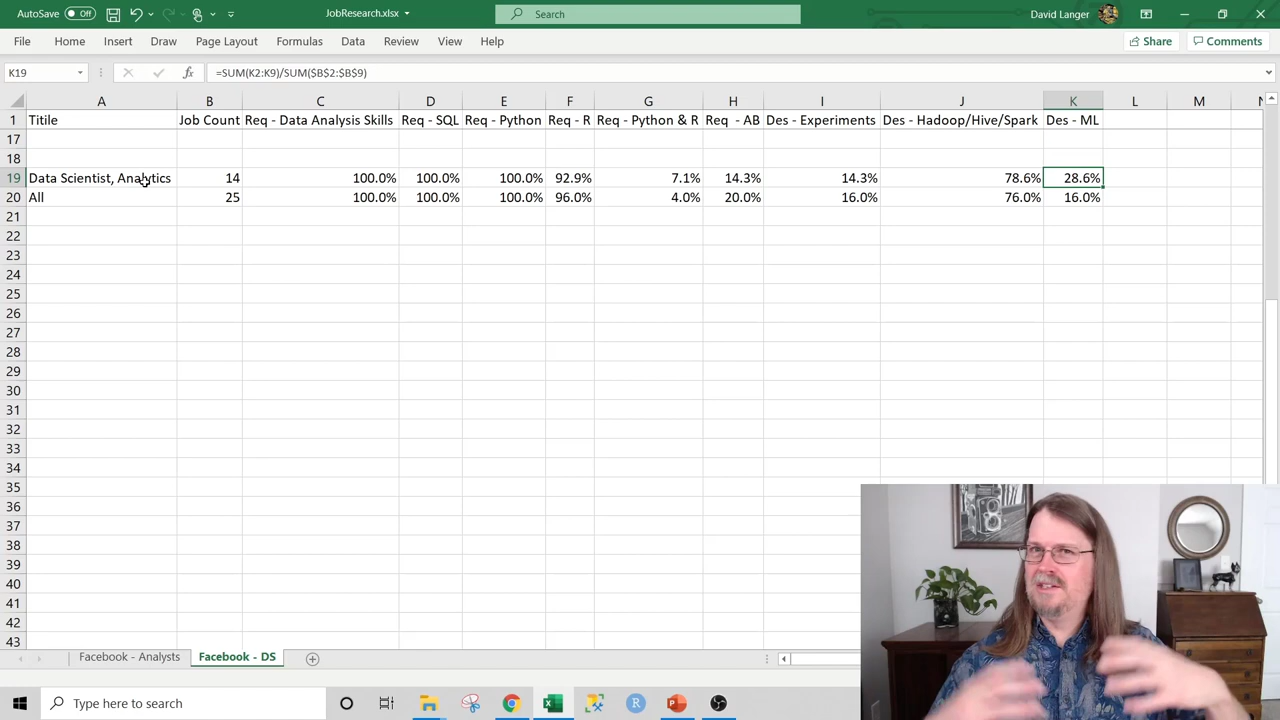 AutoSave Off JobResearch.xlsx Search David Langer
File Home Insert Draw Page Layout Formulas Data Review View Help Share Comments
K19 fx =SUM(K2:K9)/SUM($B$2:$B$9)
A B C D E F G H I J K L M N
1 Titile Job Count Req - Data Analysis Skills Req - SQL Req - Python Req - R Req - Python & R Req - AB Des - Experiments Des - Hadoop/Hive/Spark Des - ML
17
18
19 Data Scientist, Analytics 14 100.0% 100.0% 100.0% 92.9% 7.1% 14.3% 14.3% 78.6% 28.6%
20 All 25 100.0% 100.0% 100.0% 96.0% 4.0% 20.0% 16.0% 76.0% 16.0%
21
22
23
24
25
26
27
28
29
30
31
32
33
34
35
36
37
38
39
40
41
42
43
Facebook - Analysts Facebook - DS
Type here to search R